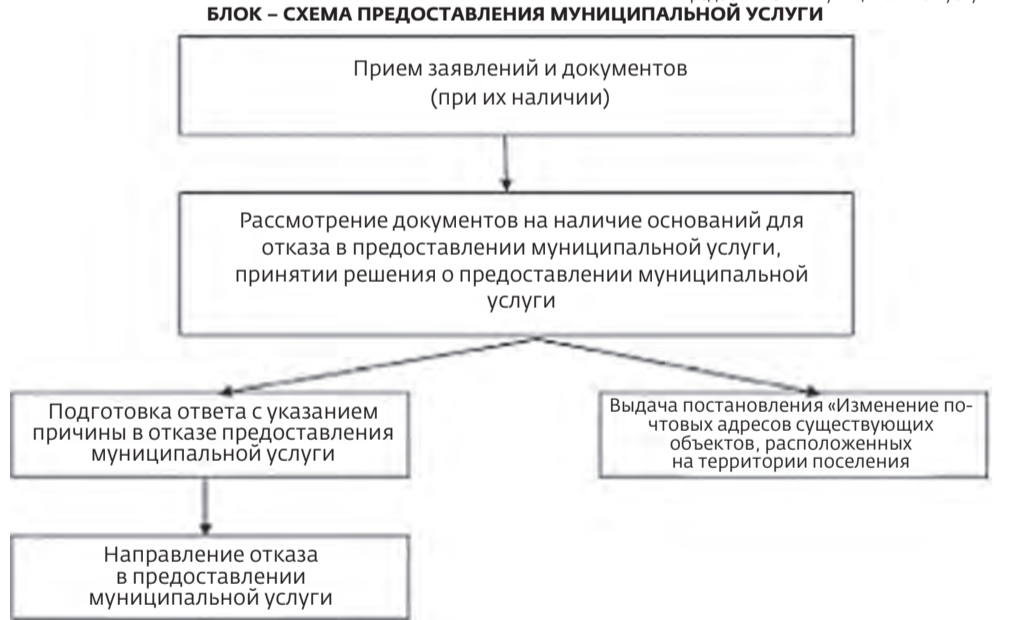 БЛОК – СХЕМА ПРЕДОСТАВЛЕНИЯ МУНИЦИПАЛЬНОЙ УСЛУГИ
Прием заявлений и документов
(при их наличии)
Рассмотрение документов на наличие оснований для
отказа в предоставлении муниципальной услуги,
принятии решения о предоставлении муниципальной
услуги
Подготовка ответа с указанием
причины в отказе предоставления
муниципальной услуги
Выдача постановления «Изменение по-
чтовых адресов существующих
объектов, расположенных
на территории поселения
Направление отказа
в предоставлении
муниципальной услуги